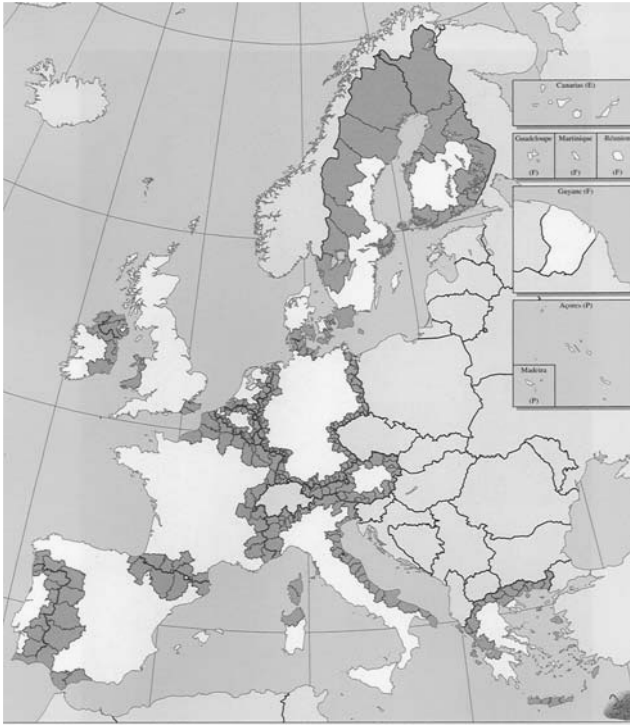 Canarias (E)
Guadeloupe
(F)
Martinique
(F)
Réunion
(F)
Guyane (F)
Açores (P)
Madeira
(P)